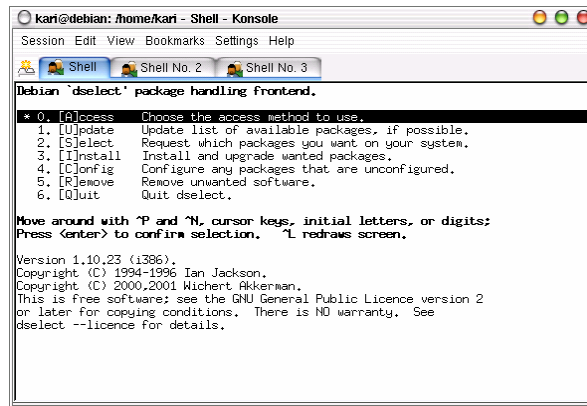 kari@debian: /home/kari - Shell - Konsole
Session Edit View Bookmarks Settings Help
Shell Shell No. 2 Shell No. 3
Debian `dselect' package handling frontend.
* 0. [A]ccess Choose the access method to use.
1. [U]pdate Update list of available packages, if possible.
2. [S]elect Request which packages you want on your system.
3. [I]nstall Install and upgrade wanted packages.
4. [C]onfig Configure any packages that are unconfigured.
5. [R]emove Remove unwanted software.
6. [Q]uit Quit dselect.
Move around with ^P and ^N, cursor keys, initial letters, or digits;
Press <enter> to confirm selection. ^L redraws screen.
Version 1.10.23 (i386).
Copyright (C) 1994-1996 Ian Jackson.
Copyright (C) 2000,2001 Wichert Akkerman.
This is free software; see the GNU General Public Licence version 2
or later for copying conditions. There is NO warranty. See
dselect --licence for details.